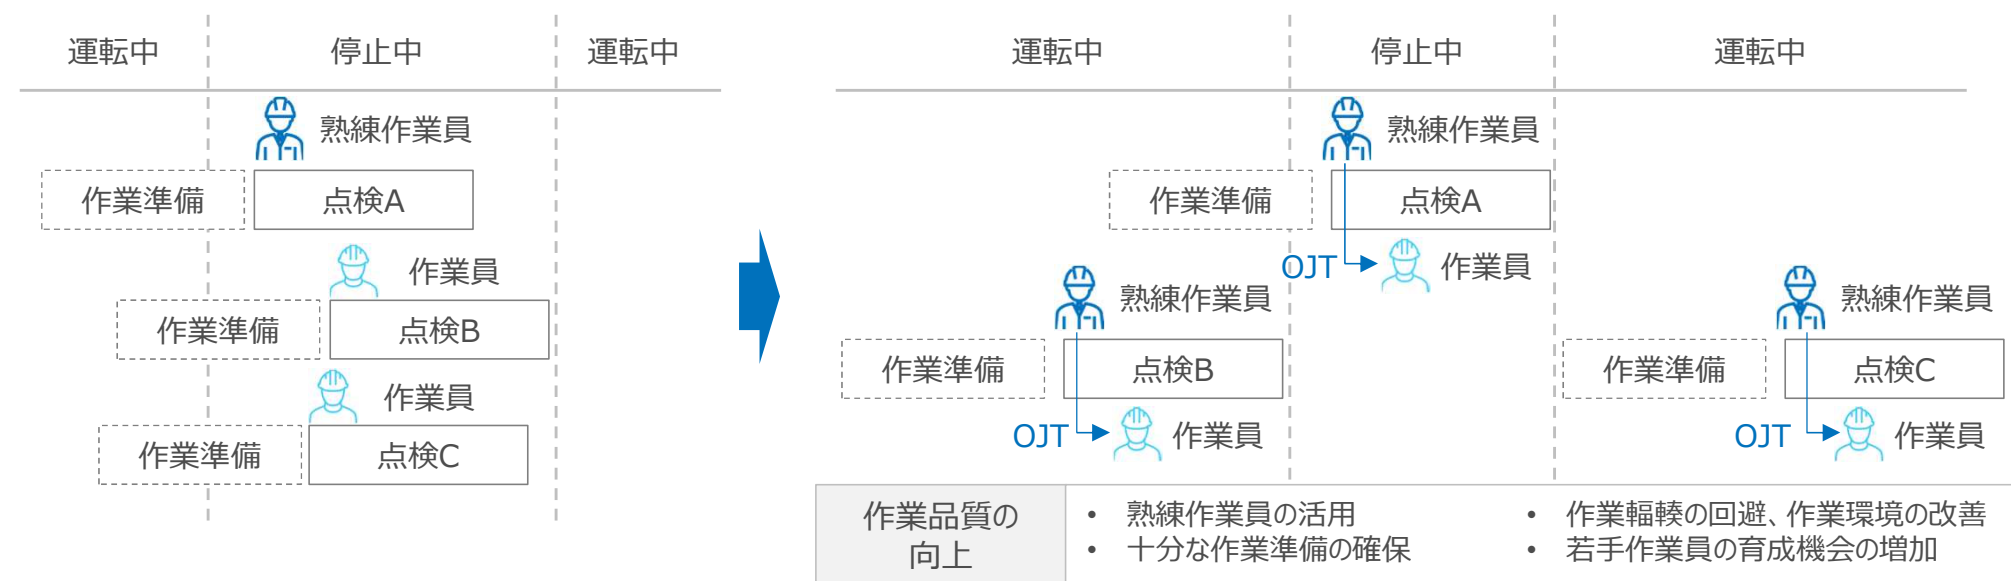 運転中
停止中
運転中
熟練作業員
作業準備
点検A
作業員
作業準備
点検B
作業員
作業準備
点検C
運転中
停止中
運転中
熟練作業員
作業準備
点検A
OJT
作業員
熟練作業員
作業準備
点検B
OJT
作業員
熟練作業員
作業準備
点検C
OJT
作業員
作業品質の
向上
• 熟練作業員の活用
• 十分な作業準備の確保
• 作業輻輳の回避、作業環境の改善
• 若手作業員の育成機会の増加